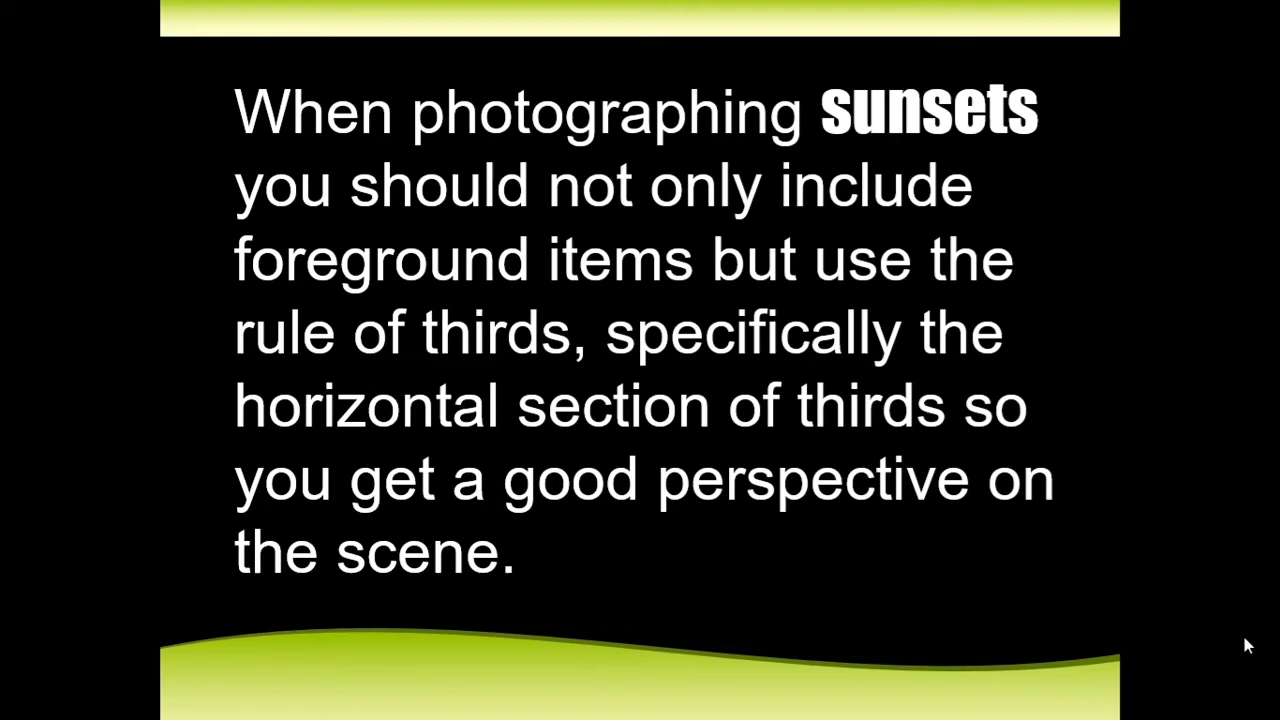 When photographing sunsets
you should not only include
foreground items but use the
rule of thirds, specifically the
horizontal section of thirds so
you get a good perspective on
the scene.